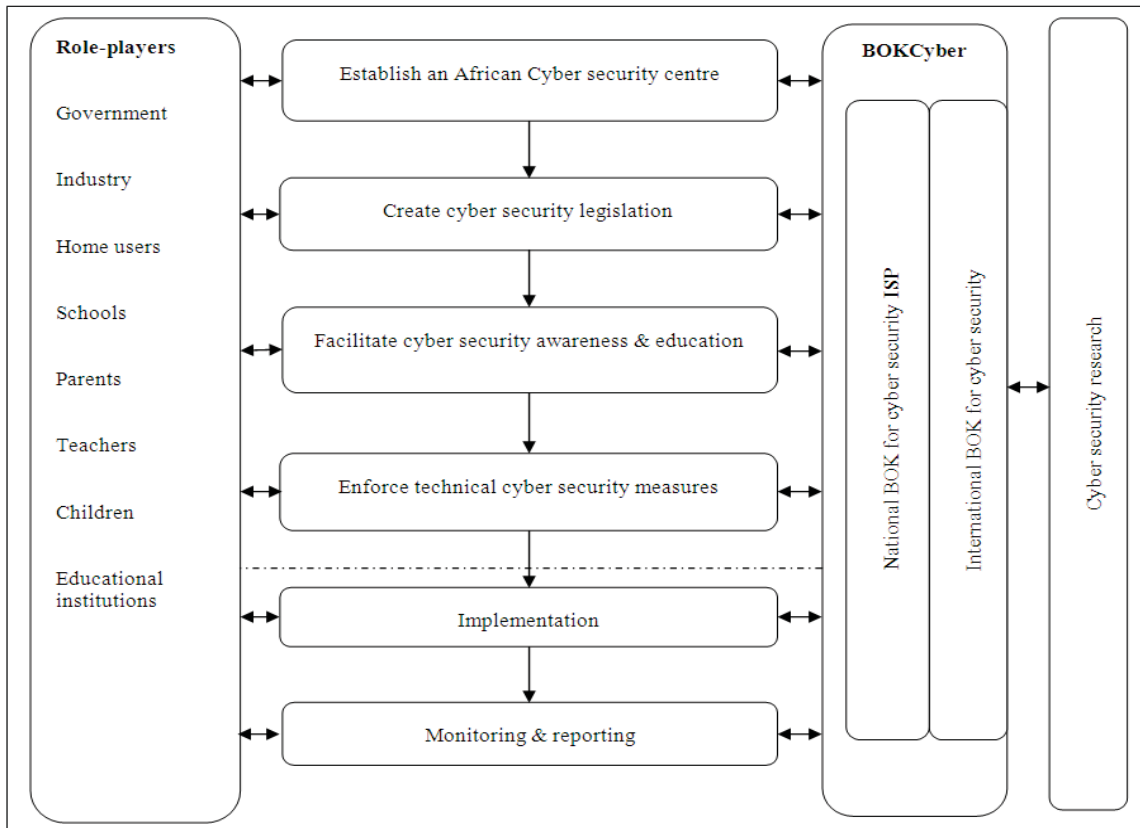 Role-players
Government
Industry
Home users
Schools
Parents
Teachers
Children
Educational
institutions
Establish an African Cyber security centre
Create cyber security legislation
Facilitate cyber security awareness & education
Enforce technical cyber security measures
Implementation
Monitoring & reporting
BOKCyber
National BOK for cyber security ISP
International BOK for cyber security
Cyber security research